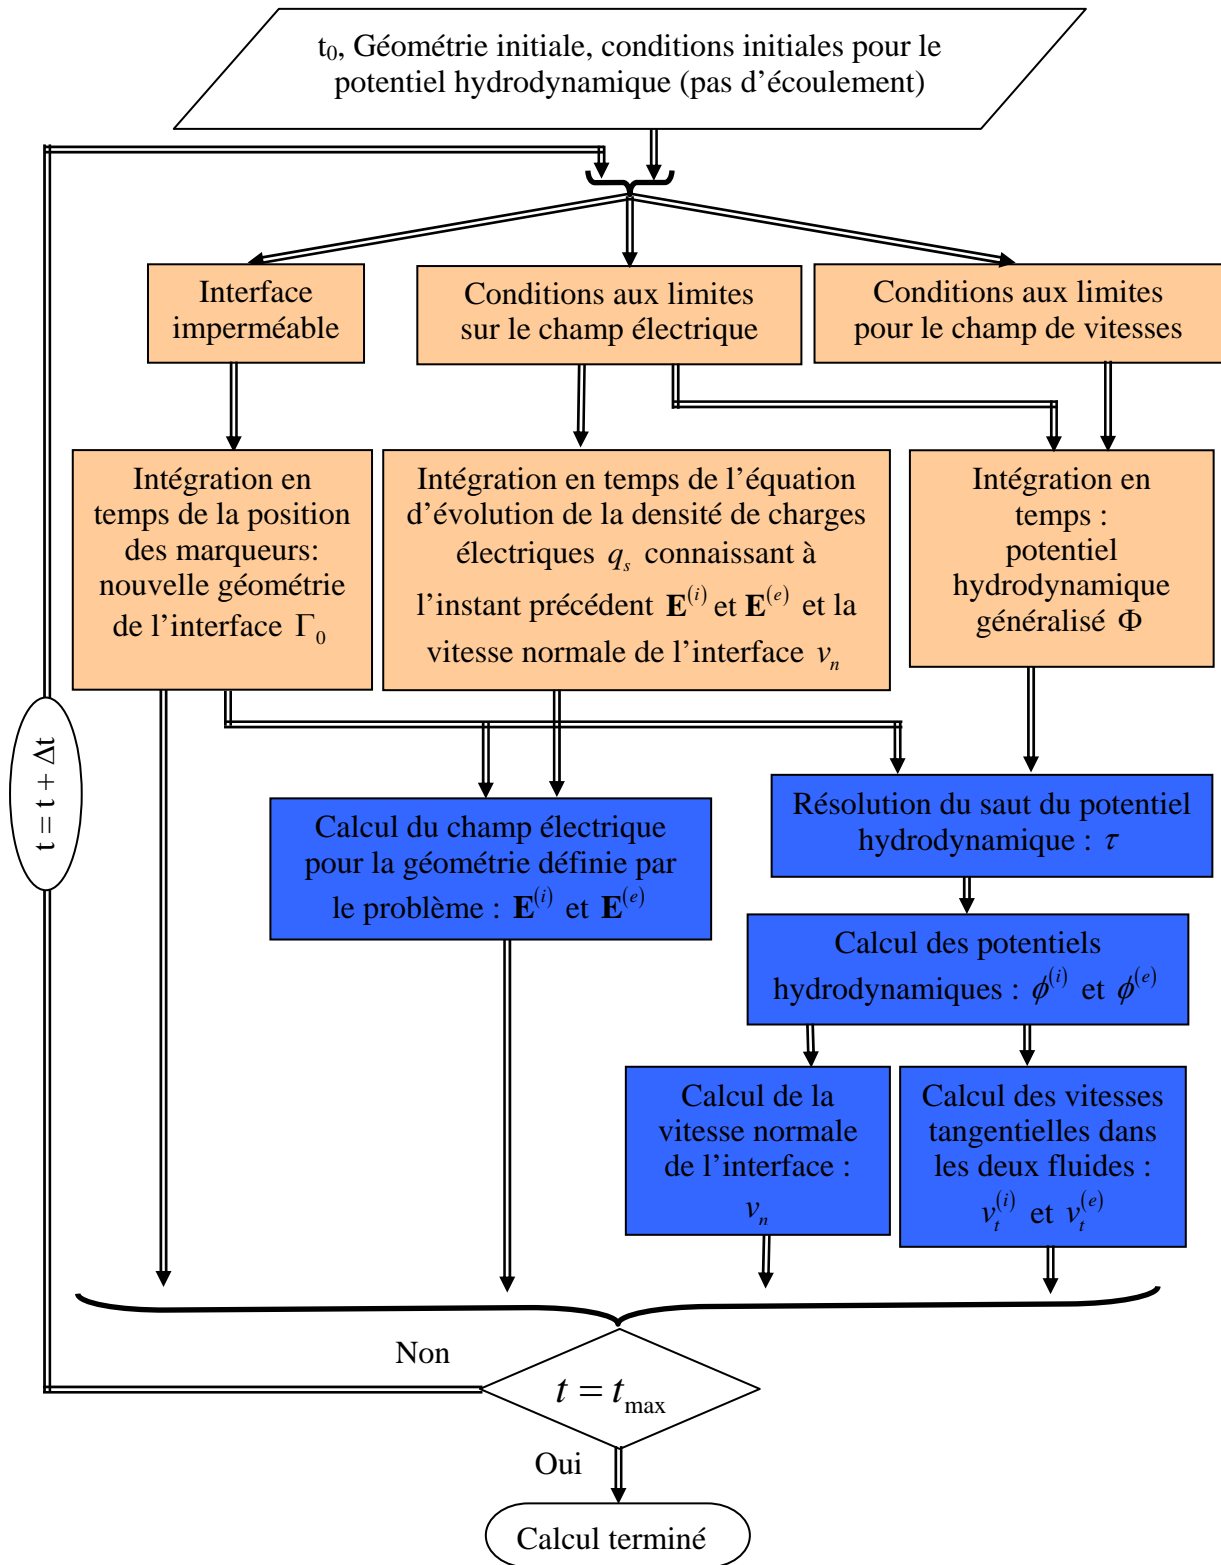 t₀, Géométrie initiale, conditions initiales pour le
potentiel hydrodynamique (pas d’écoulement)
Interface
imperméable
Conditions aux limites
sur le champ électrique
Conditions aux limites
pour le champ de vitesses
Intégration en
temps de la position
des marqueurs:
nouvelle géométrie
de l’interface Γ₀
Intégration en temps de l’équation
d’évolution de la densité de charges
électriques qₛ connaissant à
l’instant précédent 𝐄⁽ⁱ⁾ et 𝐄⁽ᵉ⁾ et la
vitesse normale de l’interface vₙ
Intégration en
temps :
potentiel
hydrodynamique
généralisé Φ
t = t + Δt
Calcul du champ électrique
pour la géométrie définie par
le problème : 𝐄⁽ⁱ⁾ et 𝐄⁽ᵉ⁾
Résolution du saut du potentiel
hydrodynamique : τ
Calcul des potentiels
hydrodynamiques : ϕ⁽ⁱ⁾ et ϕ⁽ᵉ⁾
Calcul de la
vitesse normale
de l’interface :
vₙ
Calcul des vitesses
tangentielles dans
les deux fluides :
vₜ⁽ⁱ⁾ et vₜ⁽ᵉ⁾
Non
t = tₘₐₓ
Oui
Calcul terminé